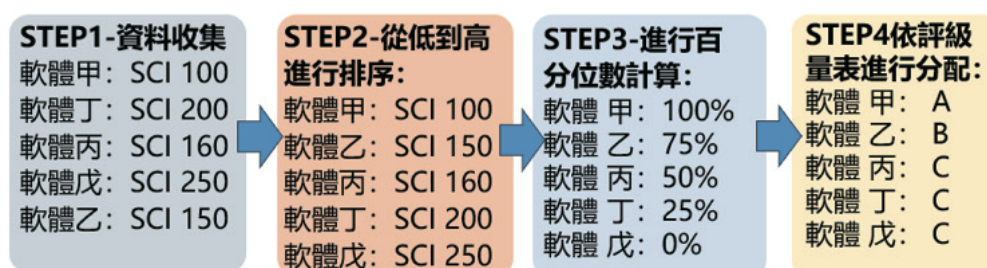 STEP1-資料收集
軟體甲：SCI 100
軟體丁：SCI 200
軟體丙：SCI 160
軟體戊：SCI 250
軟體乙：SCI 150
STEP2-從低到高
進行排序：
軟體甲：SCI 100
軟體乙：SCI 150
軟體丙：SCI 160
軟體丁：SCI 200
軟體戊：SCI 250
STEP3-進行百
分位數計算：
軟體 甲：100%
軟體 乙：75%
軟體 丙：50%
軟體 丁：25%
軟體 戊：0%
STEP4依評級
量表進行分配：
軟體 甲： A
軟體 乙： B
軟體 丙： C
軟體 丁： C
軟體 戊： C